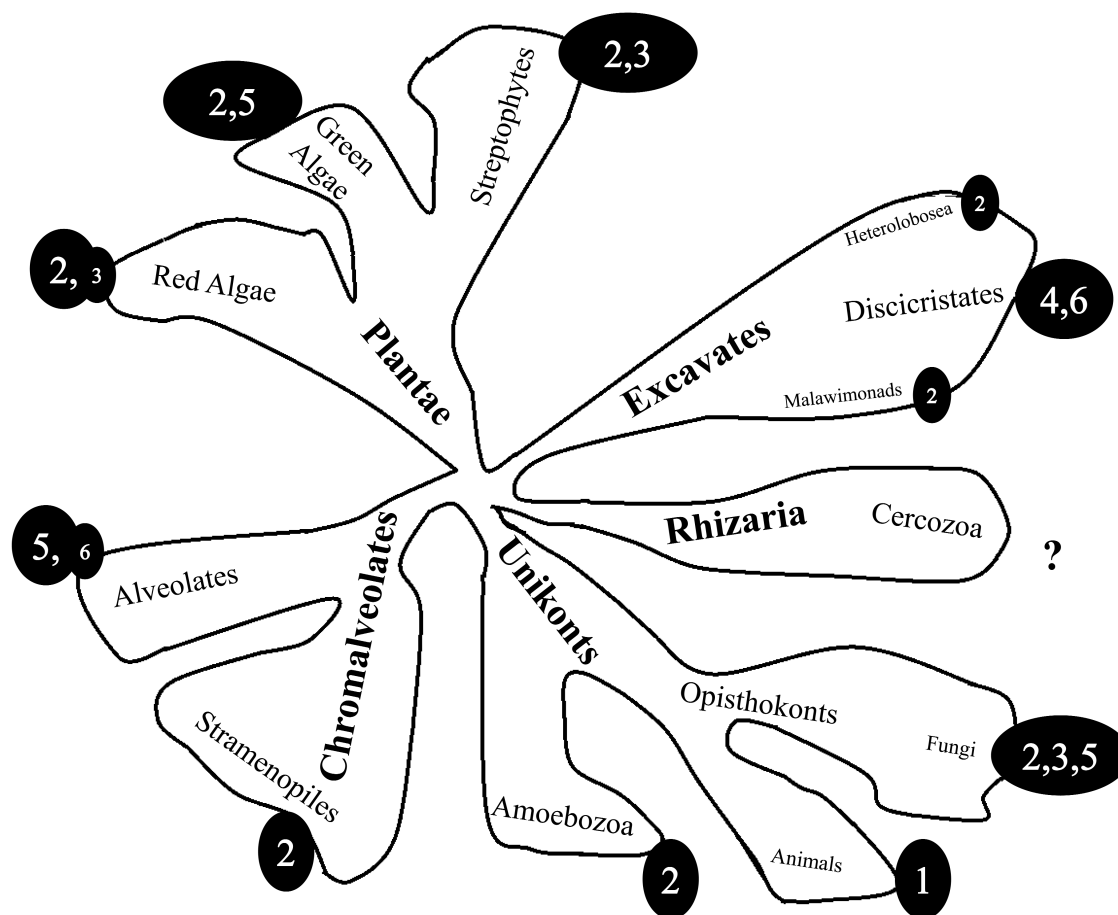 2,3
2,5
Streptophytes
Green
Algae
Heterolobosea
2
2, 3
Red Algae
Discicristates
4,6
Plantae
Excavates
Malawimonads
2
Rhizaria
Cercozoa
?
5, 6
Alveolates
Chromalveolates
Unikonts
Opisthokonts
Stramenopiles
Fungi
2,3,5
Amoebozoa
Animals
2
2
1